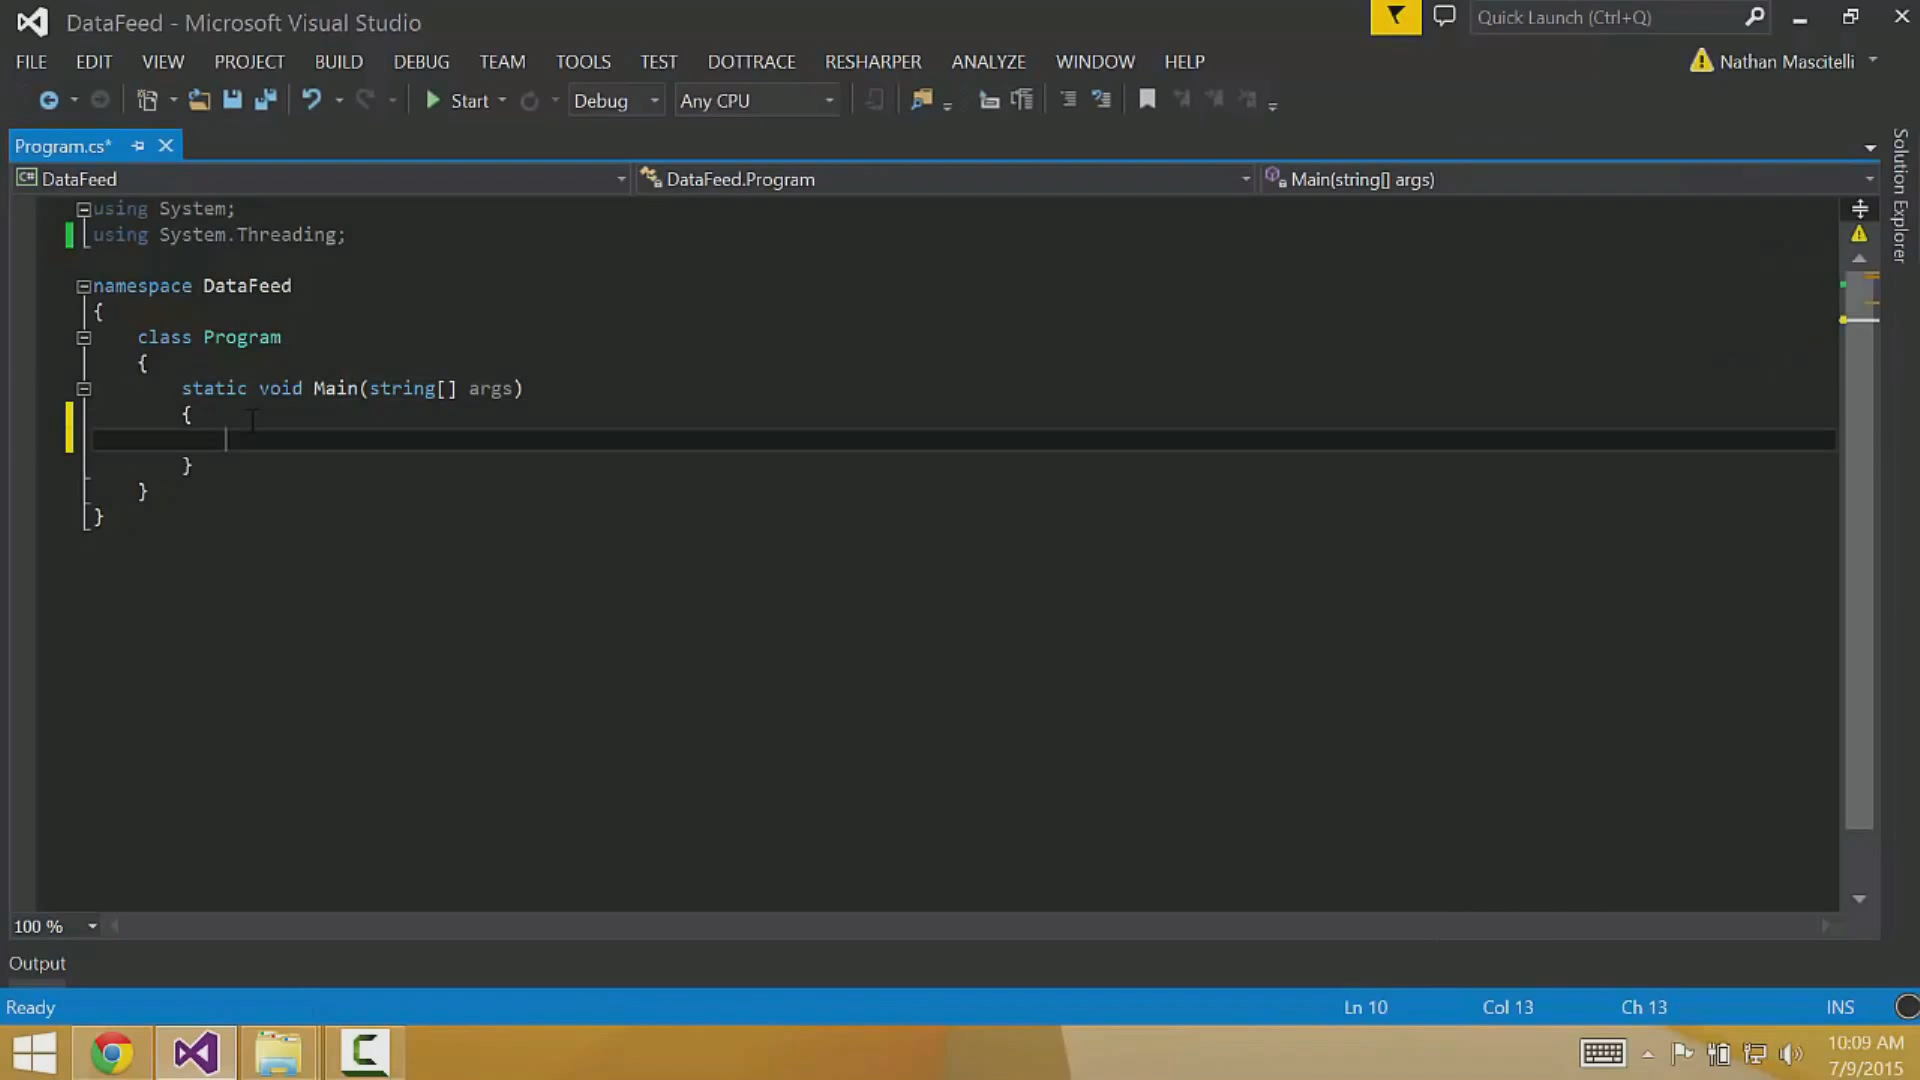 DataFeed - Microsoft Visual Studio
Quick Launch (Ctrl+Q)
FILE EDIT VIEW PROJECT BUILD DEBUG TEAM TOOLS TEST DOTTRACE RESHARPER ANALYZE WINDOW HELP
Nathan Mascitelli
Start Debug Any CPU
Program.cs*
DataFeed
DataFeed.Program
Main(string[] args)
Solution Explorer
using System;
using System.Threading;
namespace DataFeed
{
class Program
{
static void Main(string[] args)
{
}
}
}
100 %
Output
Ready
Ln 10
Col 13
Ch 13
INS
10:09 AM
7/9/2015